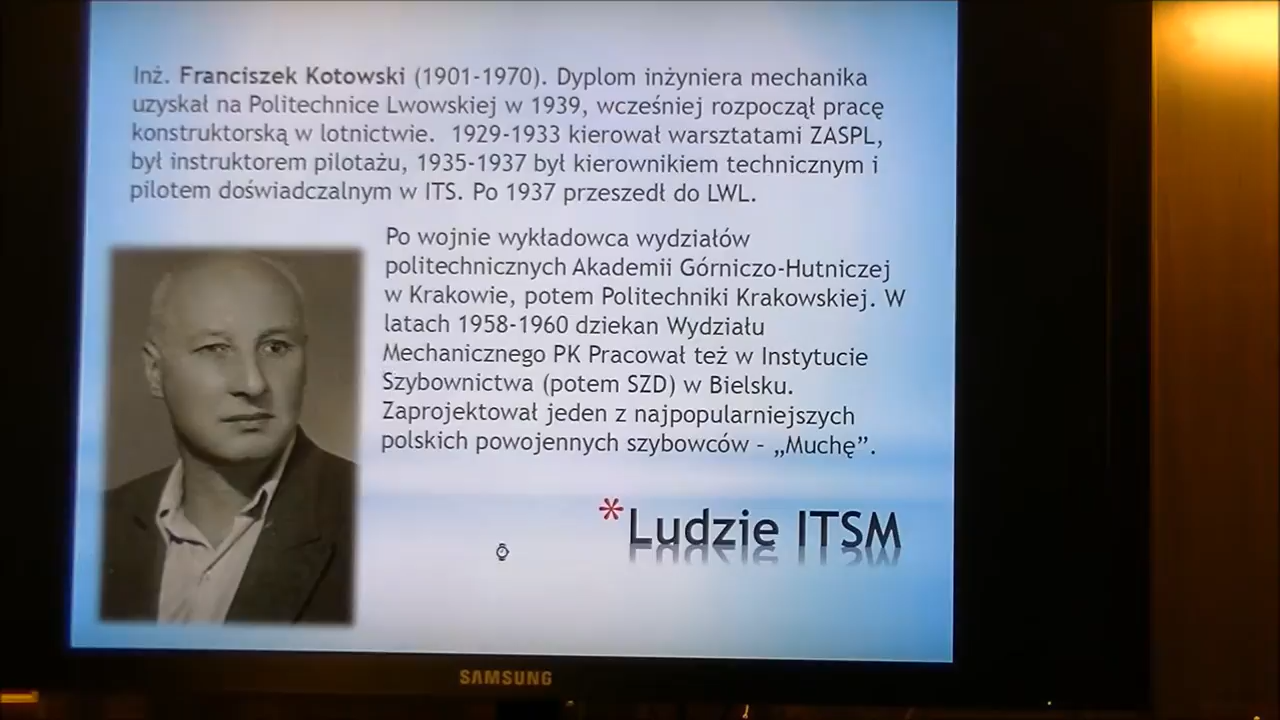 Inż. Franciszek Kotowski (1901-1970). Dyplom inżyniera mechanika
uzyskał na Politechnice Lwowskiej w 1939, wcześniej rozpoczął pracę
konstruktorską w lotnictwie. 1929-1933 kierował warsztatami ZASPL,
był instruktorem pilotażu, 1935-1937 był kierownikiem technicznym i
pilotem doświadczalnym w ITS. Po 1937 przeszedł do LWL.
Po wojnie wykładowca wydziałów
politechnicznych Akademii Górniczo-Hutniczej
w Krakowie, potem Politechniki Krakowskiej. W
latach 1958-1960 dziekan Wydziału
Mechanicznego PK Pracował też w Instytucie
Szybownictwa (potem SZD) w Bielsku.
Zaprojektował jeden z najpopularniejszych
polskich powojennych szybowców – „Muchę”.
*Ludzie ITSM
SAMSUNG